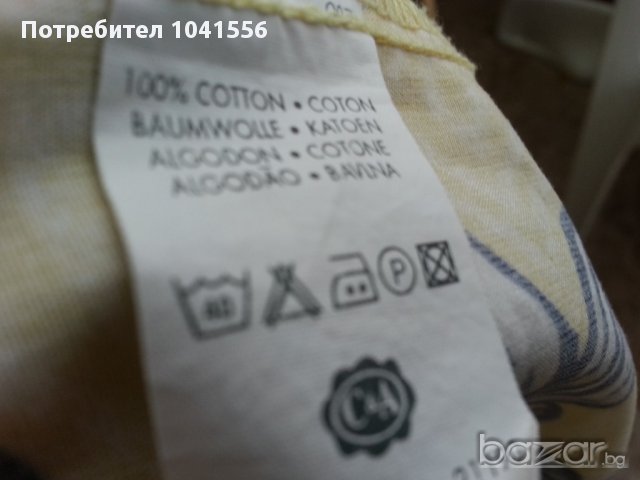 Потребител 1041556
100% COTTON • COTON
BAUMWOLLE • KATOEN
ALGODON • COTONE
ALGODÃO • BAVLNA
P
C&A
bazar.bg